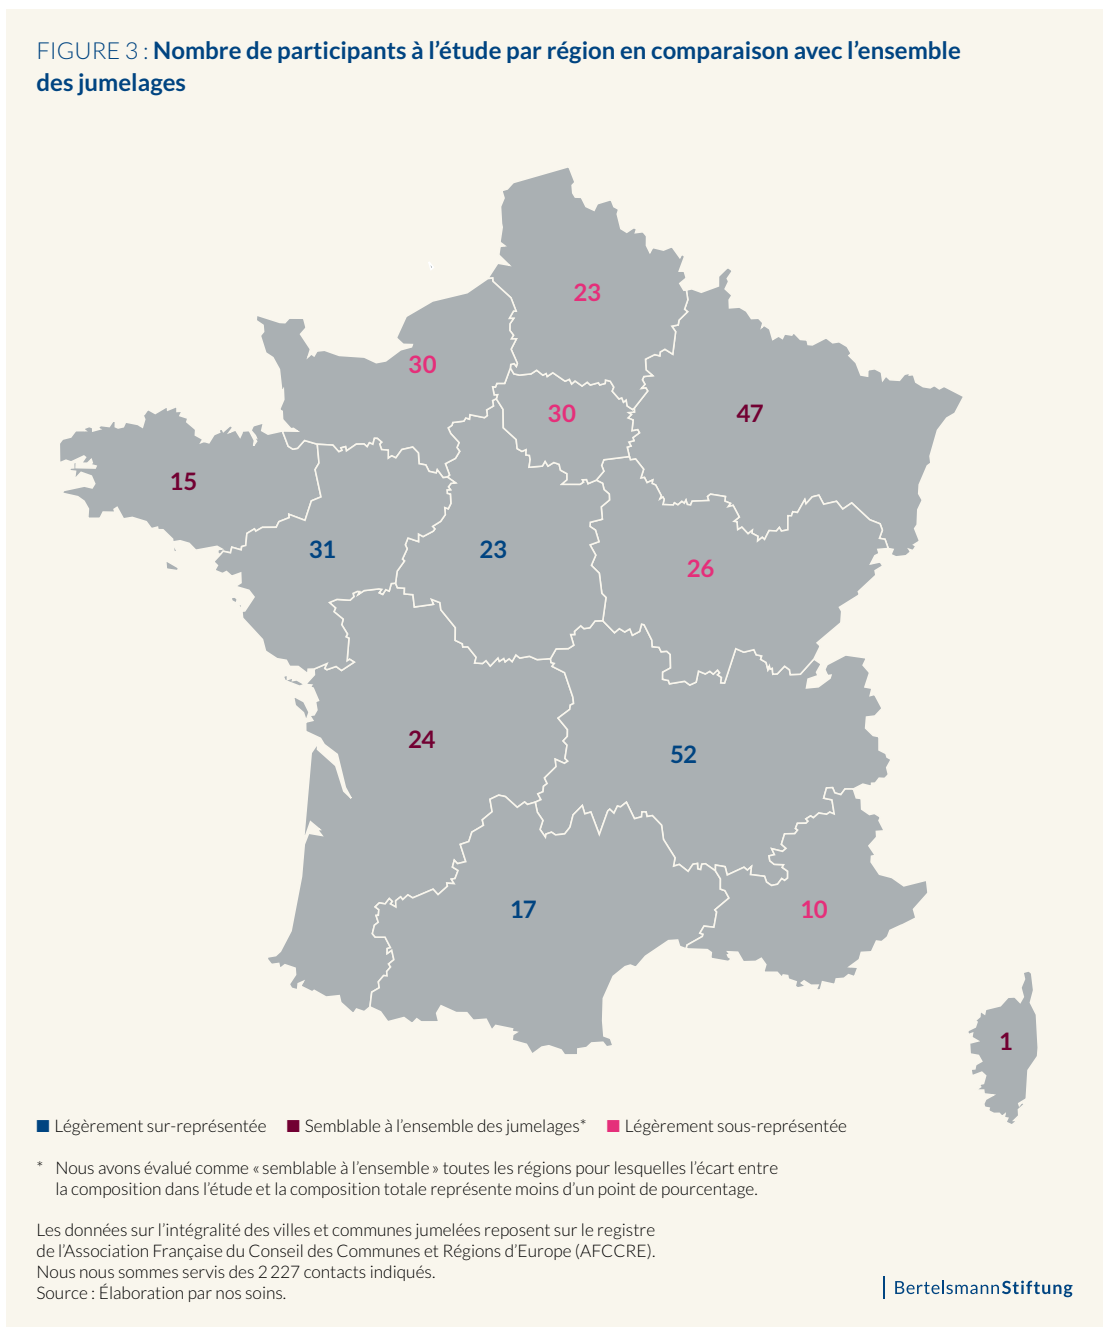 FIGURE 3 : Nombre de participants à l’étude par région en comparaison avec l’ensemble
des jumelages
23
30
30
47
15
31
23
26
24
52
17
10
1
Légèrement sur-représentée Semblable à l’ensemble des jumelages* Légèrement sous-représentée
* Nous avons évalué comme « semblable à l’ensemble » toutes les régions pour lesquelles l’écart entre
la composition dans l’étude et la composition totale représente moins d’un point de pourcentage.
Les données sur l’intégralité des villes et communes jumelées reposent sur le registre
de l’Association Française du Conseil des Communes et Régions d’Europe (AFCCRE).
Nous nous sommes servis des 2 227 contacts indiqués.
Source : Élaboration par nos soins.
BertelsmannStiftung